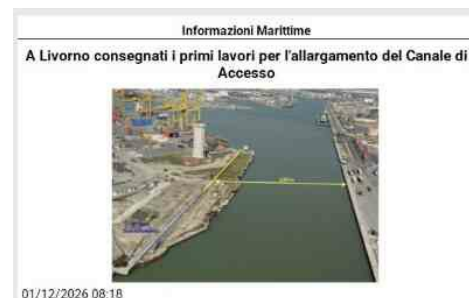 Informazioni Marittime
A Livorno consegnati i primi lavori per l'allargamento del Canale di
Accesso
01/12/2026 08:18